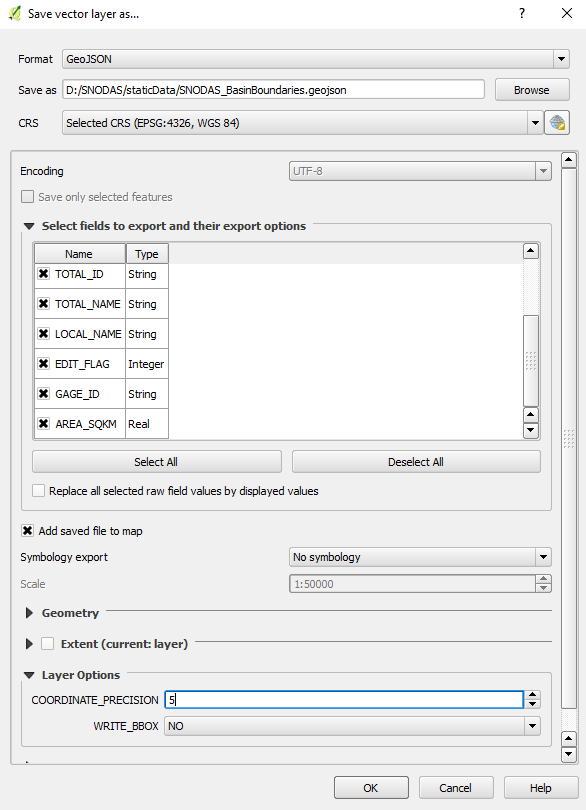 Save vector layer as...
?
Format GeoJSON
Save as D:/SNODAS/staticData/SNODAS_BasinBoundaries.geojson Browse
CRS Selected CRS (EPSG:4326, WGS 84)
Encoding UTF-8
Save only selected features
Select fields to export and their export options
Name Type
TOTAL_ID String
TOTAL_NAME String
LOCAL_NAME String
EDIT_FLAG Integer
GAGE_ID String
AREA_SQKM Real
Select All Deselect All
Replace all selected raw field values by displayed values
Add saved file to map
Symbology export No symbology
Scale 1:50000
Geometry
Extent (current: layer)
Layer Options
COORDINATE_PRECISION 5
WRITE_BBOX NO
OK Cancel Help